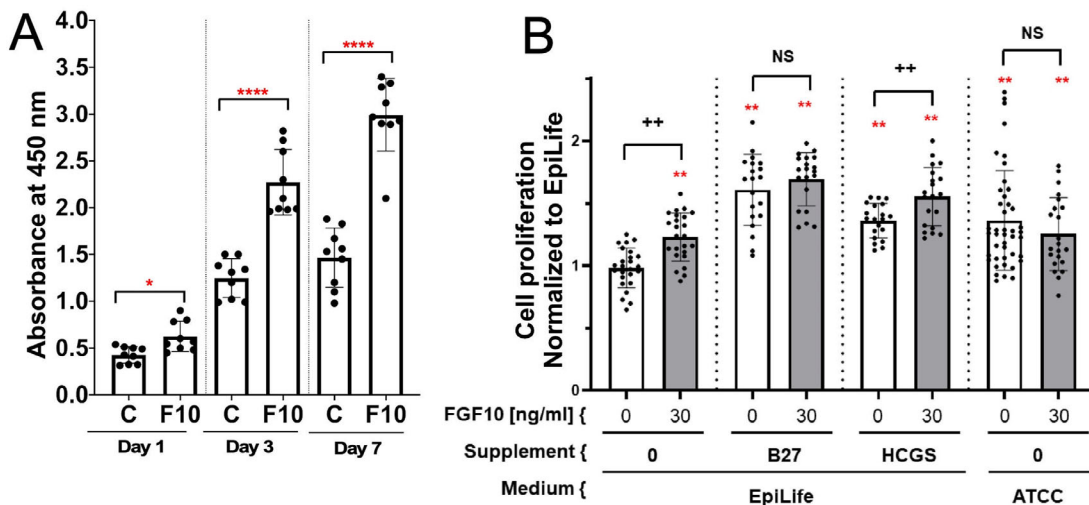 A
Absorbance at 450 nm
4.0
3.5
3.0
2.5
2.0
1.5
1.0
0.5
0.0
*
****
****
C F10 C F10 C F10
Day 1 Day 3 Day 7
B
Cell proliferation
Normalized to EpiLife
2
1
0
++ NS ++ NS
** ** ** ** ** ** **
FGF10 [ng/ml] { 0 30 0 30 0 30 0 30
Supplement { 0 B27 HCGS 0
Medium { EpiLife ATCC